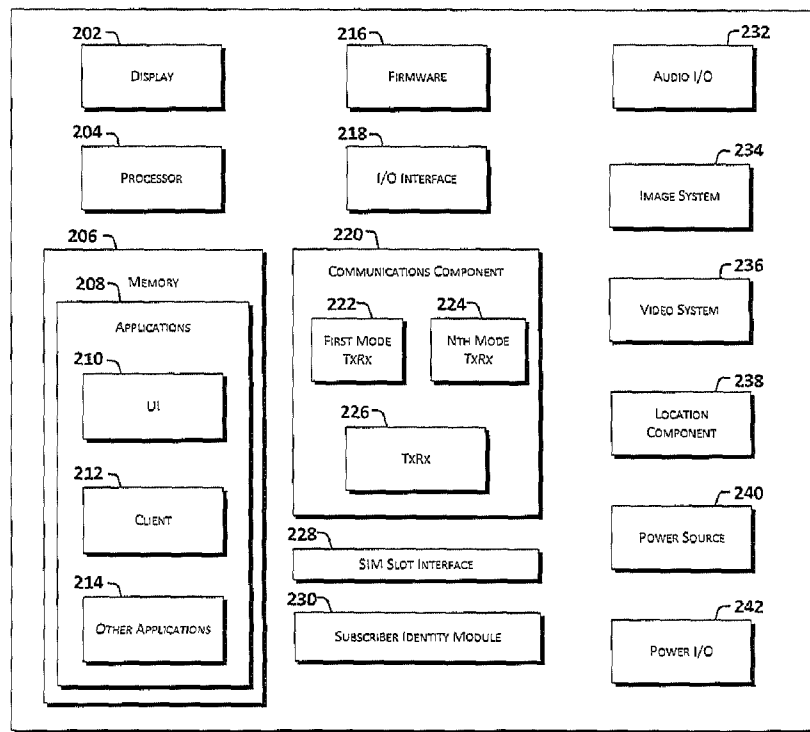 202
DISPLAY
204
PROCESSOR
206
MEMORY
208
APPLICATIONS
210
UI
212
CLIENT
214
OTHER APPLICATIONS
216
FIRMWARE
218
I/O INTERFACE
220
COMMUNICATIONS COMPONENT
222
FIRST MODE
TXRX
224
NTH MODE
TXRX
226
TXRX
228
SIM SLOT INTERFACE
230
SUBSCRIBER IDENTITY MODULE
232
AUDIO I/O
234
IMAGE SYSTEM
236
VIDEO SYSTEM
238
LOCATION
COMPONENT
240
POWER SOURCE
242
POWER I/O